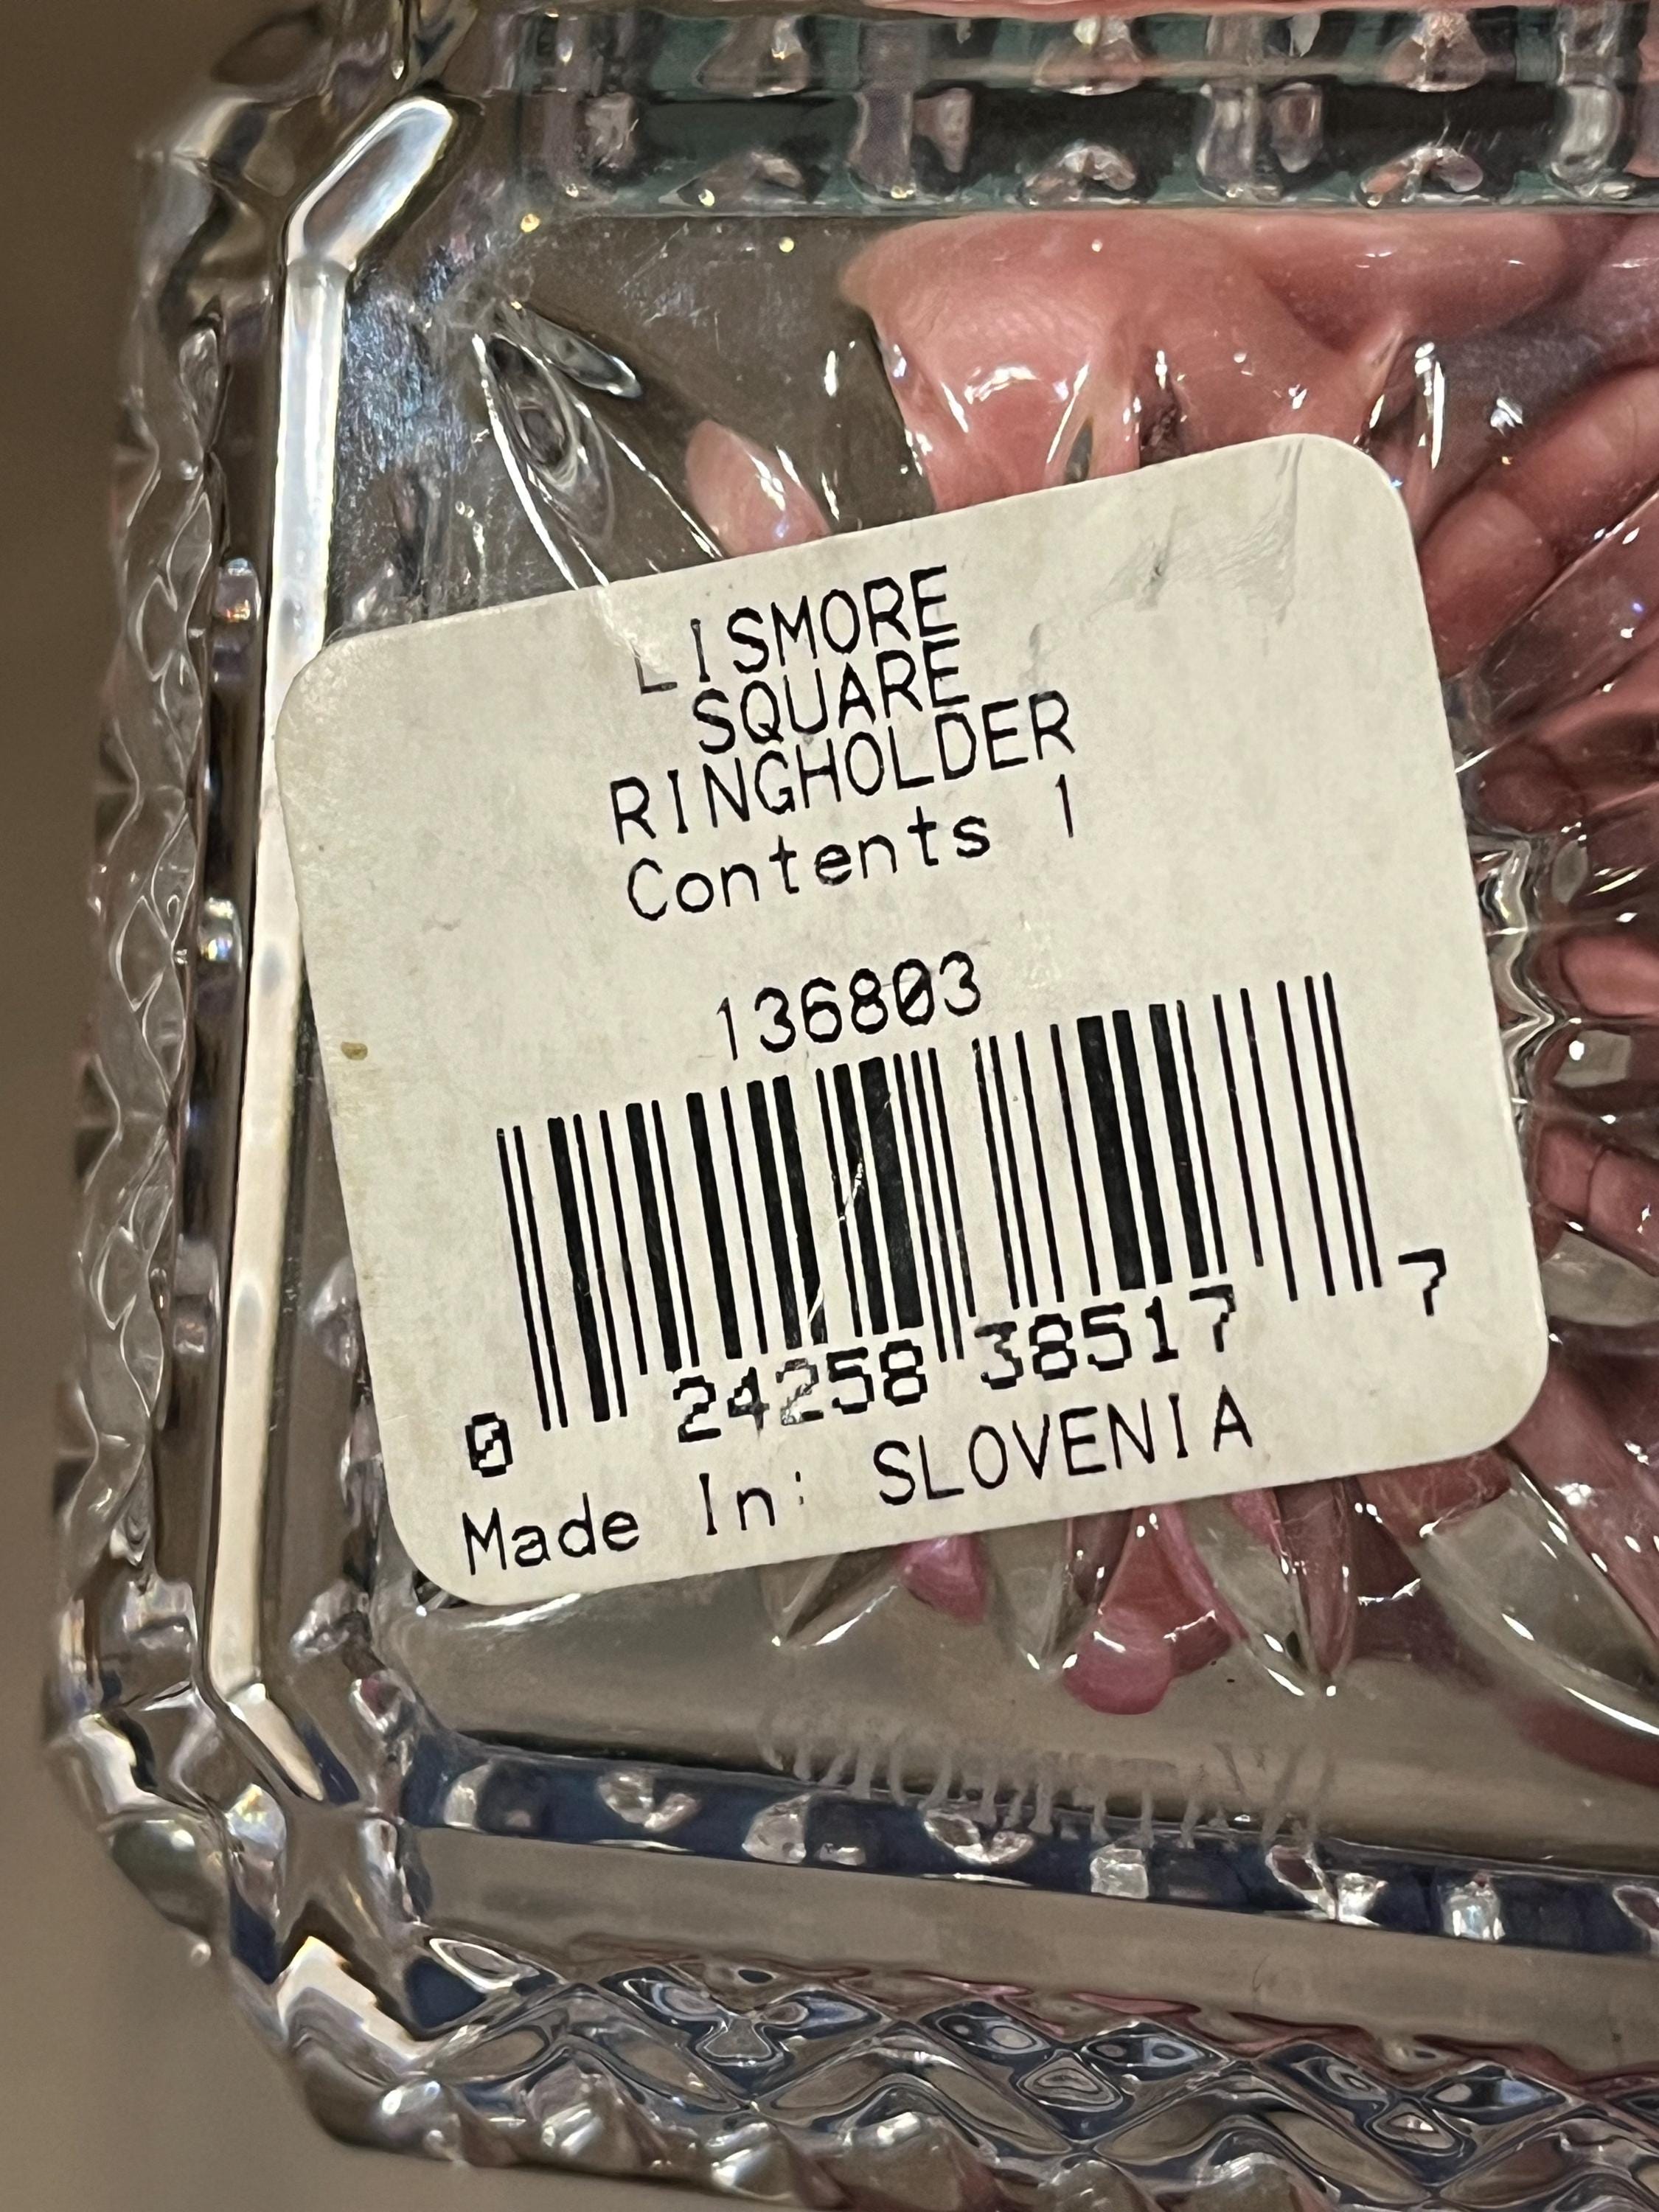 LISMORE
SQUARE
RINGHOLDER
Contents 1
136803
0 24258 38517 7
Made In: SLOVENIA